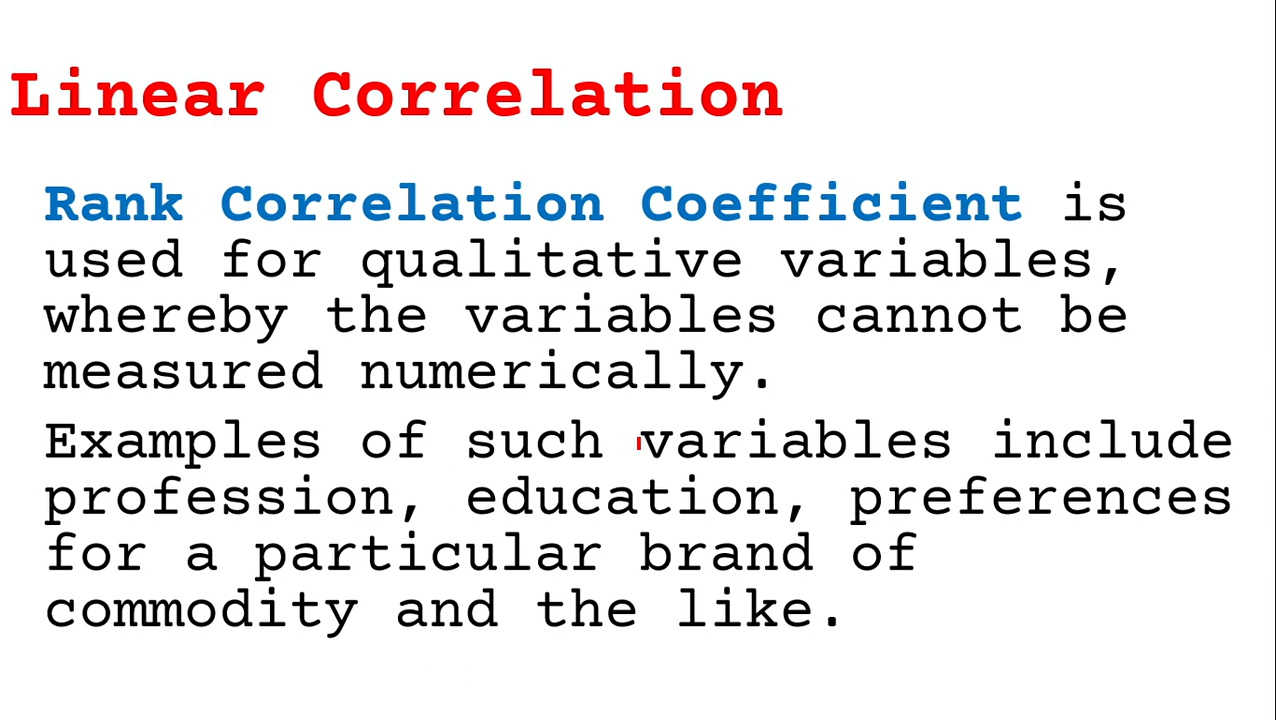 Linear Correlation
Rank Correlation Coefficient is
used for qualitative variables,
whereby the variables cannot be
measured numerically.
Examples of such variables include
profession, education, preferences
for a particular brand of
commodity and the like.